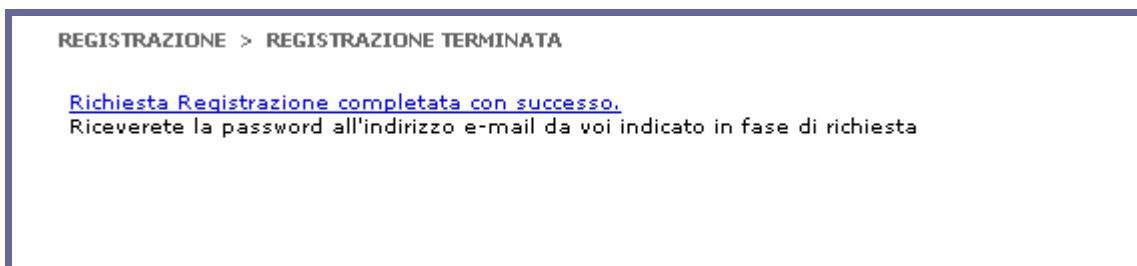 REGISTRAZIONE > REGISTRAZIONE TERMINATA
Richiesta Registrazione completata con successo.
Riceverete la password all'indirizzo e-mail da voi indicato in fase di richiesta